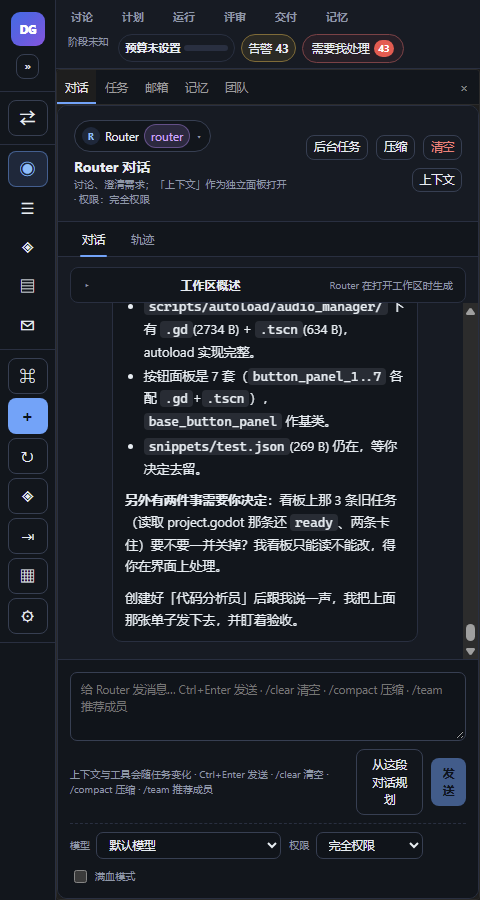 DG
»
讨论 计划 运行 评审 交付 记忆
阶段未知 预算未设置 告警 43 需要我处理 43
对话 任务 邮箱 记忆 团队 ×
R Router router
后台任务 压缩 清空
上下文
Router 对话
讨论、澄清需求；「上下文」作为独立面板打开
· 权限：完全权限
对话 轨迹
工作区概述 Router 在打开工作区时生成
scripts/autoload/audio_manager/ 下
有 .gd (2734 B) + .tscn (634 B)，
autoload 实现完整。
按钮面板是 7 套（ button_panel_1..7 各
配 .gd + .tscn ），
base_button_panel 作基类。
snippets/test.json (269 B) 仍在，等你
决定去留。
另外有两件事需要你决定：看板上那 3 条旧任务
（读取 project.godot 那条还 ready 、两条卡
住）要不要一并关掉？我看板只能读不能改，得
你在界面上处理。
创建好「代码分析员」后跟我说一声，我把上面
那张单子发下去，并盯着验收。
给 Router 发消息… Ctrl+Enter 发送 · /clear 清空 · /compact 压缩 · /team
推荐成员
上下文与工具会随任务变化 · Ctrl+Enter 发送 · /clear 清空 ·
/compact 压缩 · /team 推荐成员
从这段
对话规
划
发
送
模型 默认模型 权限 完全权限
满血模式